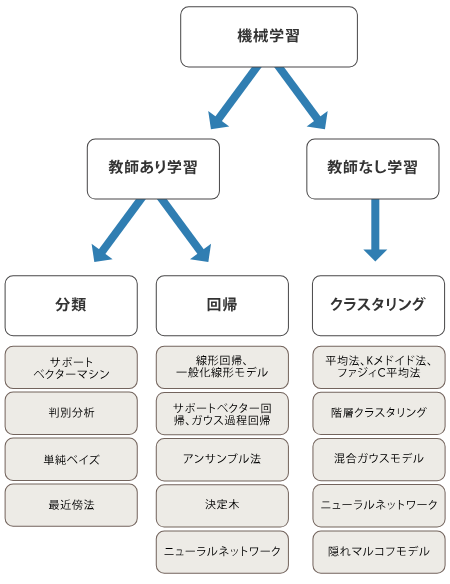 機械学習
教師あり学習
教師なし学習
分類
サポート
ベクターマシン
判別分析
単純ベイズ
最近傍法
回帰
線形回帰、
一般化線形モデル
サポートベクター回
帰、ガウス過程回帰
アンサンブル法
決定木
ニューラルネットワーク
クラスタリング
平均法、Kメドイド法、
ファジィC平均法
階層クラスタリング
混合ガウスモデル
ニューラルネットワーク
隠れマルコフモデル